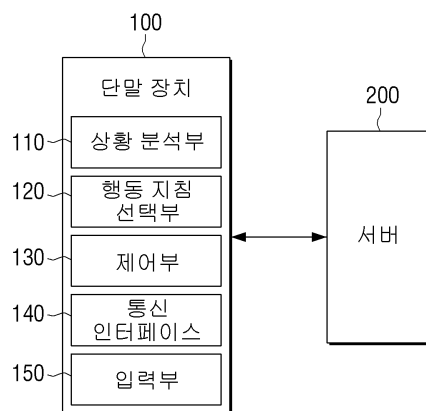 100
단말 장치
200
110
상황 분석부
120
행동 지침
선택부
서버
130
제어부
140
통신
인터페이스
150
입력부